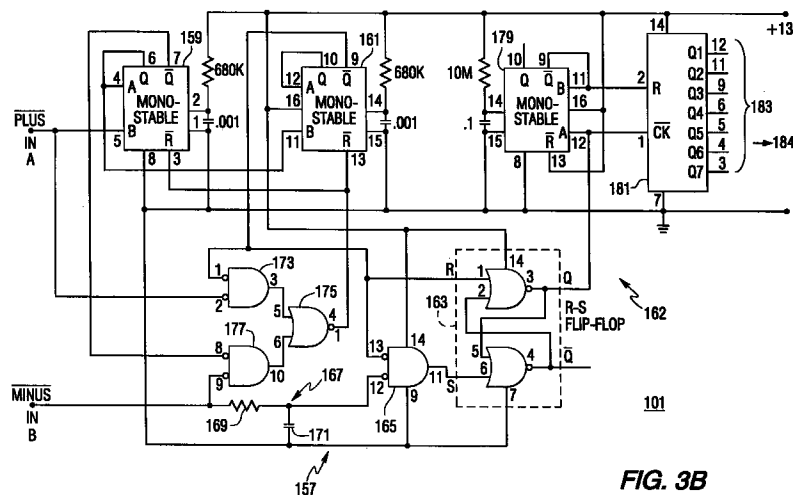 159 161 179 14 +13
6 7 10 9 10 9
4 Q Q̅ 680K 12 Q Q̅ 680K 10M Q Q̅ 11 2 R Q1 12
A MONO-STABLE 2 16 A MONO-STABLE 14 14 MONO-STABLE B 16 Q2 11
Q3 9
P̅L̅U̅S̅ B 1 .001 11 B 15 .001 .1 15 A 12 1 C̅K̅ Q4 6 183
IN 5 R̅ R̅ R̅ Q5 5 184
A 8 3 13 8 13 Q6 4
Q7 3
181 7
1 173 14
2 3 175 R 1 3 Q 162
5 4 163 2 R-S
177 6 1 14 FLIP-FLOP
8 13 5
9 10 167 12 11 S 6 4 Q̅
M̅I̅N̅U̅S̅ 9 7
IN 169 171 165 101
B
157
FIG. 3B